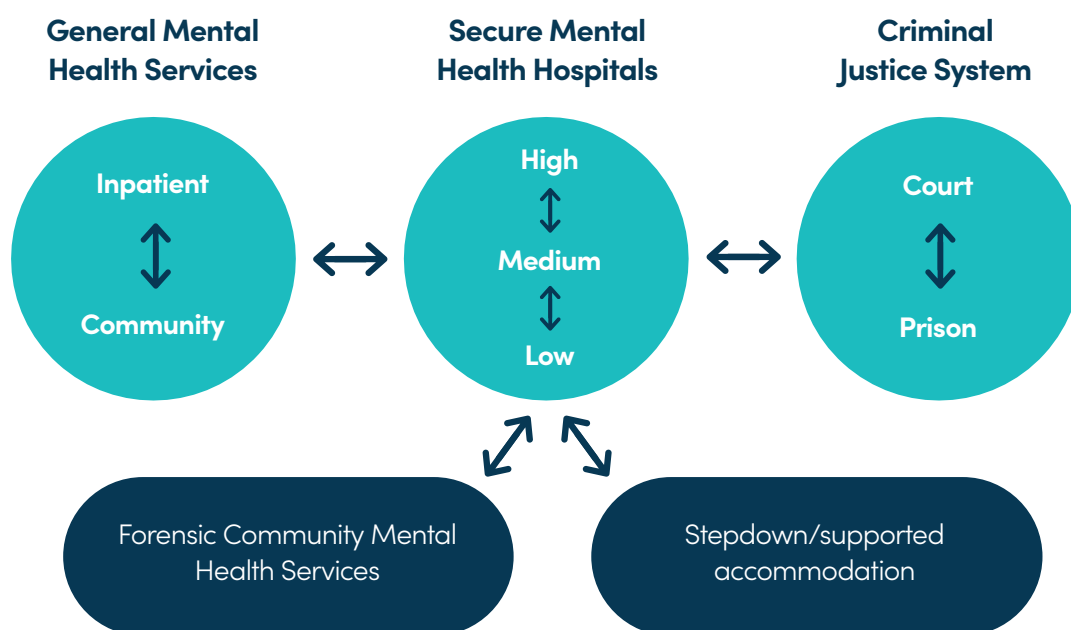 General Mental
Health Services
Secure Mental
Health Hospitals
Criminal
Justice System
Inpatient
Community
High
Medium
Low
Court
Prison
Forensic Community Mental
Health Services
Stepdown/supported
accommodation